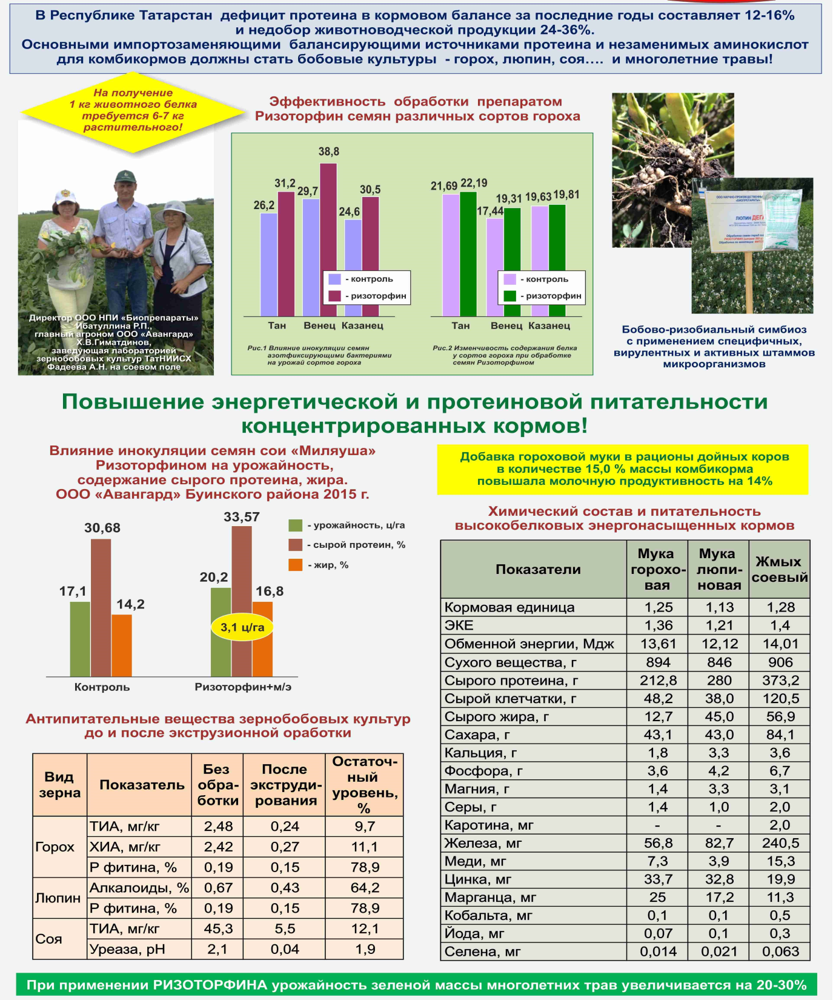 В Республике Татарстан дефицит протеина в кормовом балансе за последние годы составляет 12-16%
и недобор животноводческой продукции 24-36%.
Основными импортозаменяющими балансирующими источниками протеина и незаменимых аминокислот
для комбикормов должны стать бобовые культуры - горох, люпин, соя.... и многолетние травы!
На получение
1 кг животного белка
требуется 6-7 кг
растительного!
Директор ООО НПИ «Биопрепараты»
Ибатуллина Р.П.,
главный агроном ООО «Авангард»
Х.В.Гиматдинов,
заведующая лабораторией
зернобобовых культур ТатНИИСХ
Фадеева А.Н. на соевом поле
Эффективность обработки препаратом
Ризоторфин семян различных сортов гороха
26,2 31,2 29,7 38,8 24,6 30,5
- контроль
- ризоторфин
Тан Венец Казанец
Рис.1 Влияние инокуляции семян
азотфиксирующими бактериями
на урожай сортов гороха
21,69 22,19 17,44 19,31 19,63 19,81
- контроль
- ризоторфин
Тан Венец Казанец
Рис.2 Изменчивость содержания белка
у сортов гороха при обработке
семян Ризоторфином
ООО НАУЧНО-ПРОИЗВОДСТВЕННЫ
«БИОПРЕПАРАТЫ»
ЛЮПИН ДЕГА
Бобово-ризобиальный симбиоз
с применением специфичных,
вирулентных и активных штаммов
микроорганизмов
Повышение энергетической и протеиновой питательности
концентрированных кормов!
Влияние инокуляции семян сои «Миляуша»
Ризоторфином на урожайность,
содержание сырого протеина, жира.
ООО «Авангард» Буинского района 2015 г.
17,1 30,68 14,2
20,2 33,57 16,8
3,1 ц/га
- урожайность, ц/га
- сырой протеин, %
- жир, %
Контроль Ризоторфин+м/э
Антипитательные вещества зернобобовых культур
до и после экструзионной оработки
Вид зерна Показатель Без обра-ботки После экструди-рования Остаточ-ный уровень, %
Горох ТИА, мг/кг 2,48 0,24 9,7
ХИА, мг/кг 2,42 0,27 11,1
Р фитина, % 0,19 0,15 78,9
Люпин Алкалоиды, % 0,67 0,43 64,2
Р фитина, % 0,19 0,15 78,9
Соя ТИА, мг/кг 45,3 5,5 12,1
Уреаза, рН 2,1 0,04 1,9
Добавка гороховой муки в рационы дойных коров
в количестве 15,0 % массы комбикорма
повышала молочную продуктивность на 14%
Химический состав и питательность
высокобелковых энергонасыщенных кормов
Показатели Мука горохо-вая Мука люпи-новая Жмых соевый
Кормовая единица 1,25 1,13 1,28
ЭКЕ 1,36 1,21 1,4
Обменной энергии, Мдж 13,61 12,12 14,01
Сухого вещества, г 894 846 906
Сырого протеина, г 212,8 280 373,2
Сырой клетчатки, г 48,2 38,0 120,5
Сырого жира, г 12,7 45,0 56,9
Сахара, г 43,1 43,0 84,1
Кальция, г 1,8 3,3 3,6
Фосфора, г 3,6 4,2 6,7
Магния, г 1,4 3,3 3,1
Серы, г 1,4 1,0 2,0
Каротина, мг - - 2,0
Железа, мг 56,8 82,7 240,5
Меди, мг 7,3 3,9 15,3
Цинка, мг 33,7 32,8 19,9
Марганца, мг 25 17,2 11,3
Кобальта, мг 0,1 0,1 0,5
Йода, мг 0,07 0,1 0,3
Селена, мг 0,014 0,021 0,063
При применении РИЗОТОРФИНА урожайность зеленой массы многолетних трав увеличивается на 20-30%